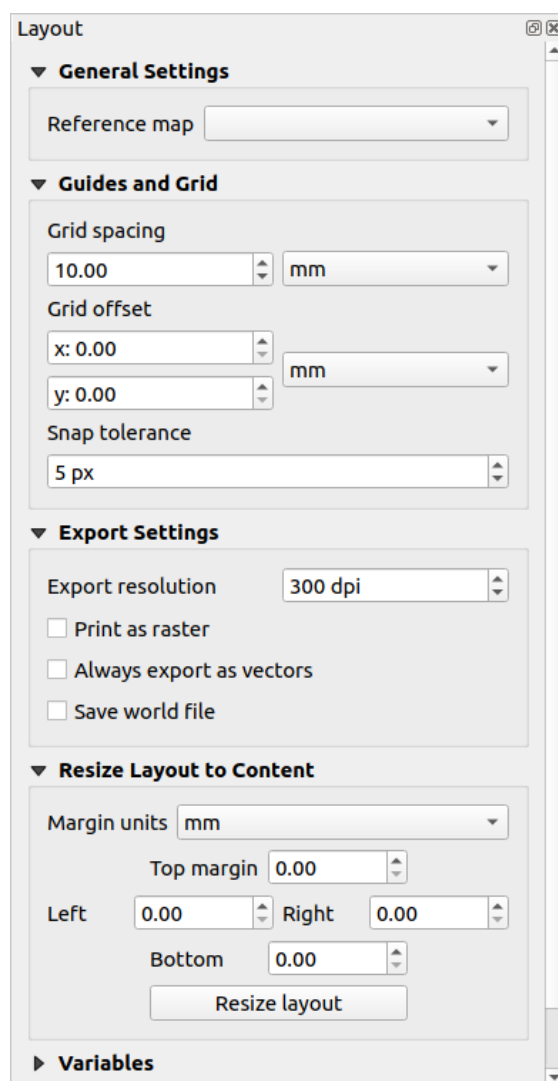 Layout
General Settings
Reference map
Guides and Grid
Grid spacing
10.00 mm
Grid offset
x: 0.00
mm
y: 0.00
Snap tolerance
5 px
Export Settings
Export resolution 300 dpi
Print as raster
Always export as vectors
Save world file
Resize Layout to Content
Margin units mm
Top margin 0.00
Left 0.00 Right 0.00
Bottom 0.00
Resize layout
Variables